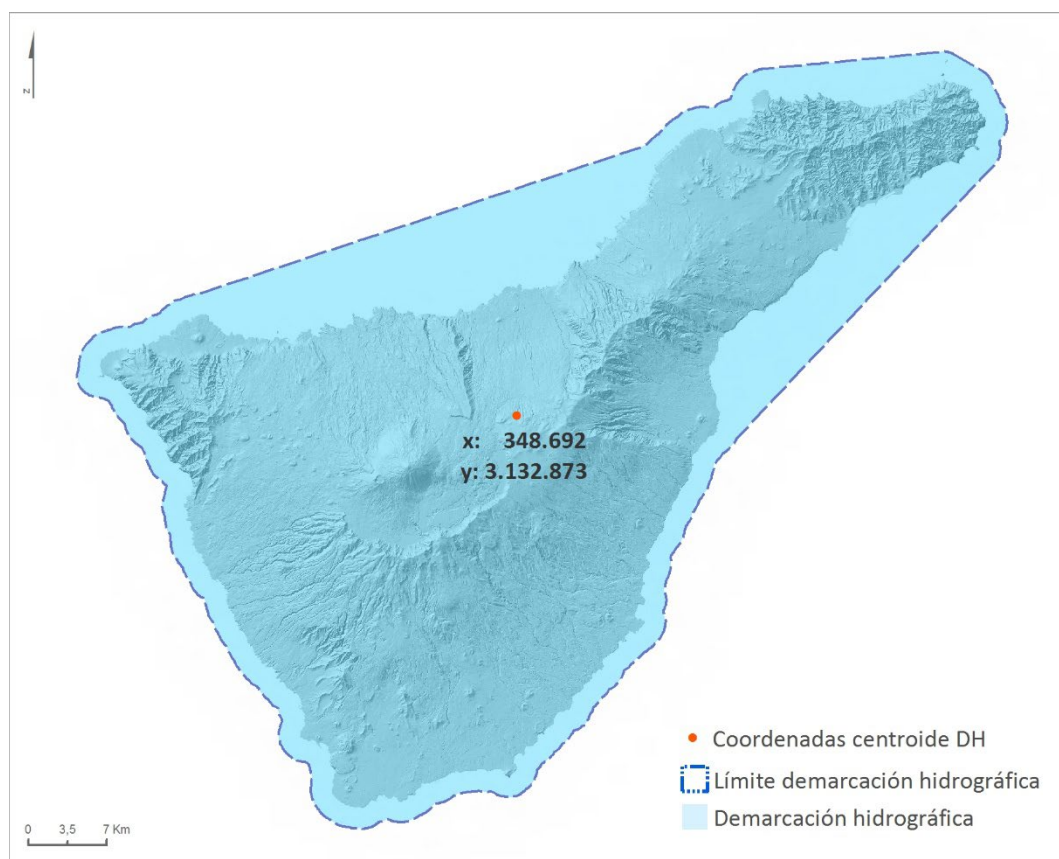 N
x: 348.692
y: 3.132.873
Coordenadas centroide DH
Límite demarcación hidrográfica
Demarcación hidrográfica
0 3,5 7 Km